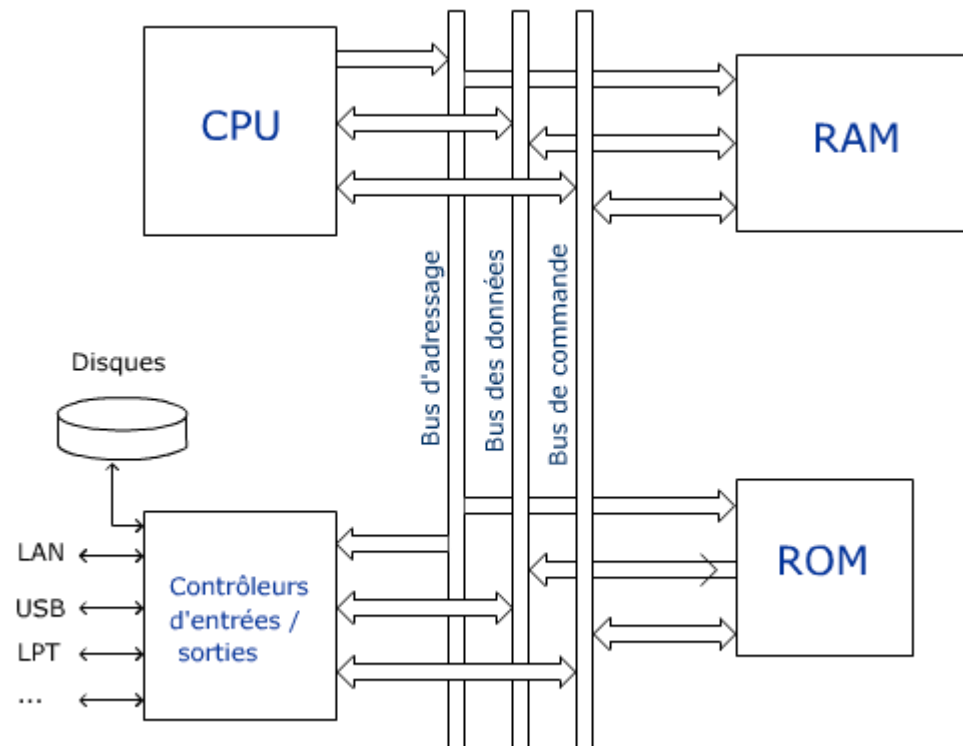 CPU
RAM
Bus d'adressage
Bus des données
Bus de commande
Disques
LAN
USB
LPT
...
Contrôleurs
d'entrées /
sorties
ROM